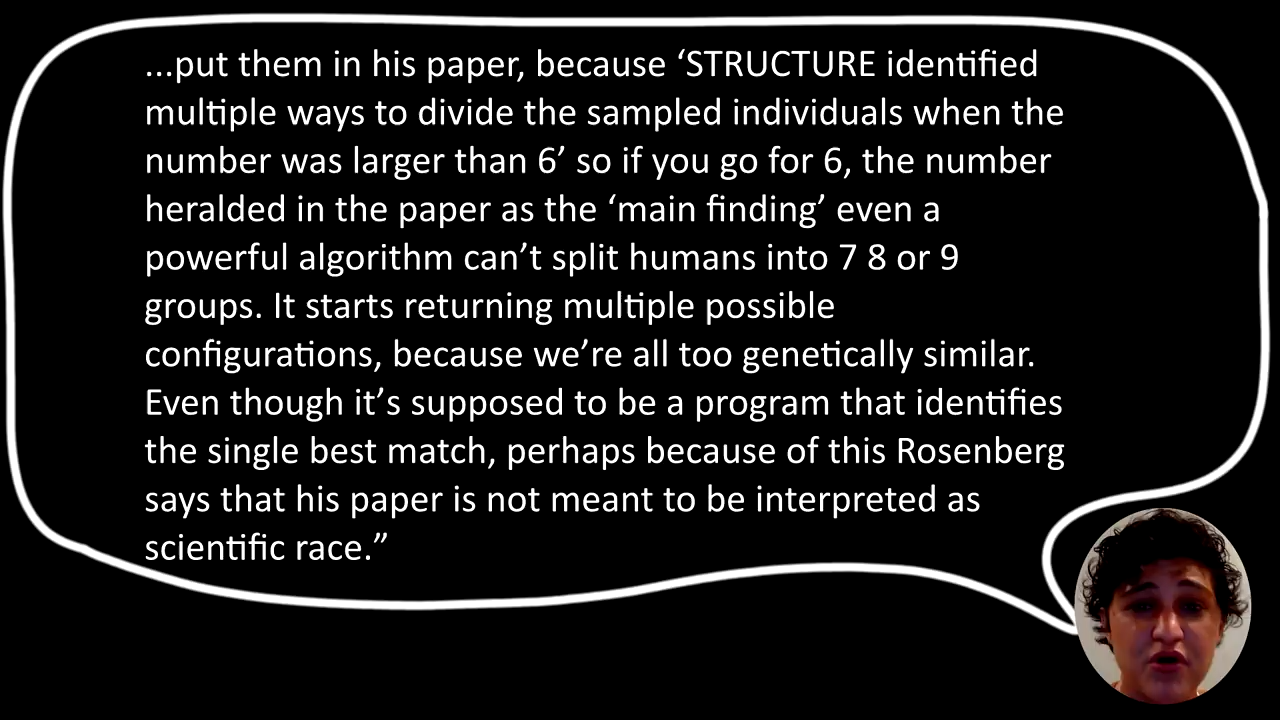 ...put them in his paper, because ‘STRUCTURE identified
multiple ways to divide the sampled individuals when the
number was larger than 6’ so if you go for 6, the number
heralded in the paper as the ‘main finding’ even a
powerful algorithm can’t split humans into 7 8 or 9
groups. It starts returning multiple possible
configurations, because we’re all too genetically similar.
Even though it’s supposed to be a program that identifies
the single best match, perhaps because of this Rosenberg
says that his paper is not meant to be interpreted as
scientific race.”